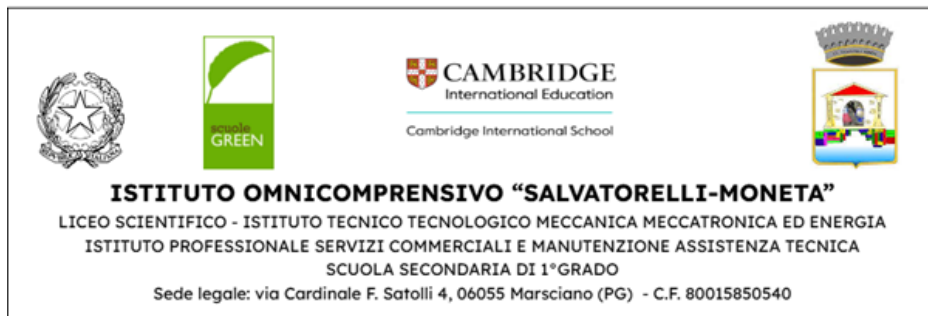 REPVBBLICA ITALIANA
scuole
GREEN
CAMBRIDGE
International Education
Cambridge International School
ISTITUTO OMNICOMPRENSIVO “SALVATORELLI-MONETA”
LICEO SCIENTIFICO - ISTITUTO TECNICO TECNOLOGICO MECCANICA MECCATRONICA ED ENERGIA
ISTITUTO PROFESSIONALE SERVIZI COMMERCIALI E MANUTENZIONE ASSISTENZA TECNICA
SCUOLA SECONDARIA DI 1°GRADO
Sede legale: via Cardinale F. Satolli 4, 06055 Marsciano (PG) - C.F. 80015850540